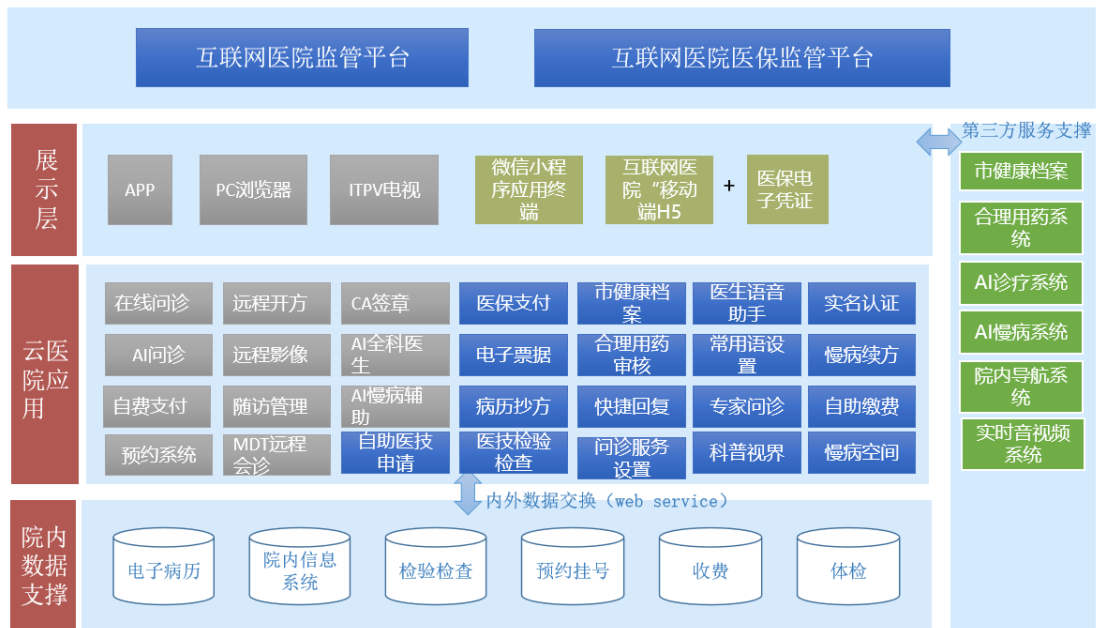 互联网医院监管平台
互联网医院医保监管平台
展
示
层
APP
PC浏览器
ITPV电视
微信小程
序应用终
端
互联网医
院“移动
端H5
+
医保电
子凭证
第三方服务支撑
市健康档案
合理用药系
统
AI诊疗系统
AI慢病系统
院内导航系
统
实时音视频
系统
云医
院应
用
在线问诊
远程开方
CA签章
医保支付
市健康档
案
医生语音
助手
实名认证
AI问诊
远程影像
AI全科医
生
电子票据
合理用药
审核
常用语设
置
慢病续方
自费支付
随访管理
AI慢病辅
助
病历抄方
快捷回复
专家问诊
自助缴费
预约系统
MDT远程
会诊
自助医技
申请
医技检验
检查
问诊服务
设置
科普视界
慢病空间
内外数据交换（web service）
院内
数据
支撑
电子病历
院内信息
系统
检验检查
预约挂号
收费
体检